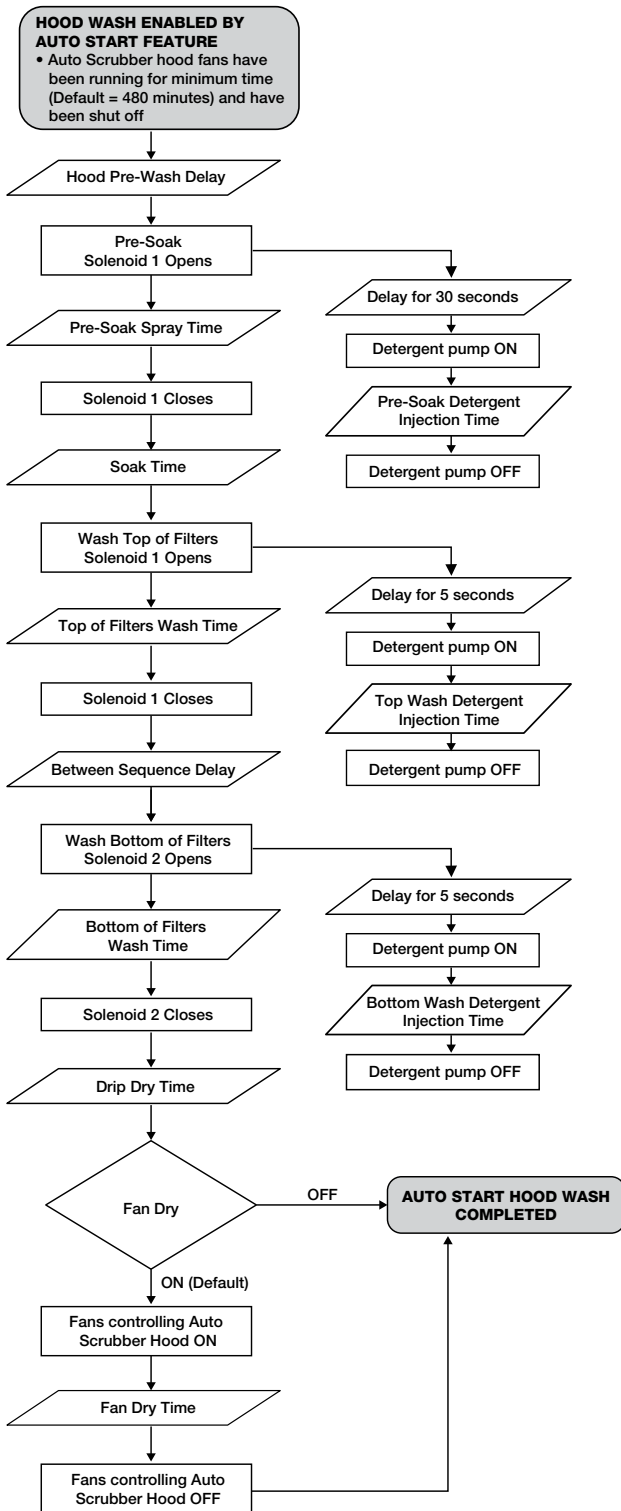 HOOD WASH ENABLED BY
AUTO START FEATURE
• Auto Scrubber hood fans have
been running for minimum time
(Default = 480 minutes) and have
been shut off
Hood Pre-Wash Delay
Pre-Soak
Solenoid 1 Opens
Delay for 30 seconds
Pre-Soak Spray Time
Detergent pump ON
Solenoid 1 Closes
Pre-Soak Detergent
Injection Time
Soak Time
Detergent pump OFF
Wash Top of Filters
Solenoid 1 Opens
Delay for 5 seconds
Top of Filters Wash Time
Detergent pump ON
Solenoid 1 Closes
Top Wash Detergent
Injection Time
Between Sequence Delay
Detergent pump OFF
Wash Bottom of Filters
Solenoid 2 Opens
Delay for 5 seconds
Bottom of Filters
Wash Time
Detergent pump ON
Solenoid 2 Closes
Bottom Wash Detergent
Injection Time
Drip Dry Time
Detergent pump OFF
Fan Dry
OFF
AUTO START HOOD WASH
COMPLETED
ON (Default)
Fans controlling Auto
Scrubber Hood ON
Fan Dry Time
Fans controlling Auto
Scrubber Hood OFF